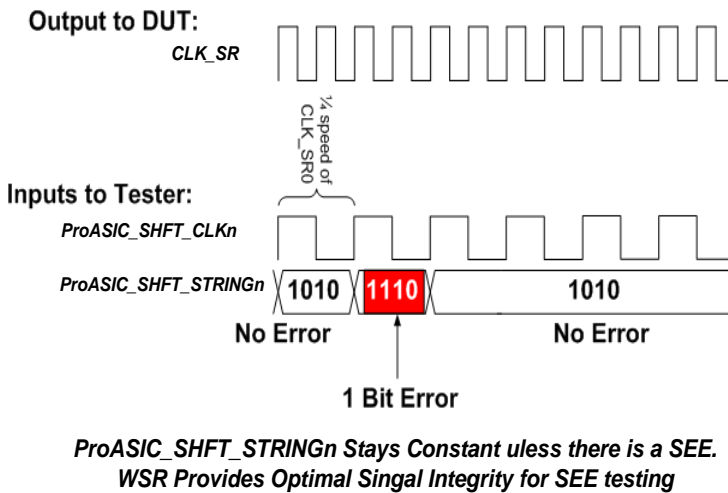 Output to DUT:
CLK_SR
¼ speed of
CLK_SR0
Inputs to Tester:
ProASIC_SHFT_CLKn
ProASIC_SHFT_STRINGn
1010
1110
1010
No Error
No Error
1 Bit Error
ProASIC_SHFT_STRINGn Stays Constant uless there is a SEE.
WSR Provides Optimal Singal Integrity for SEE testing